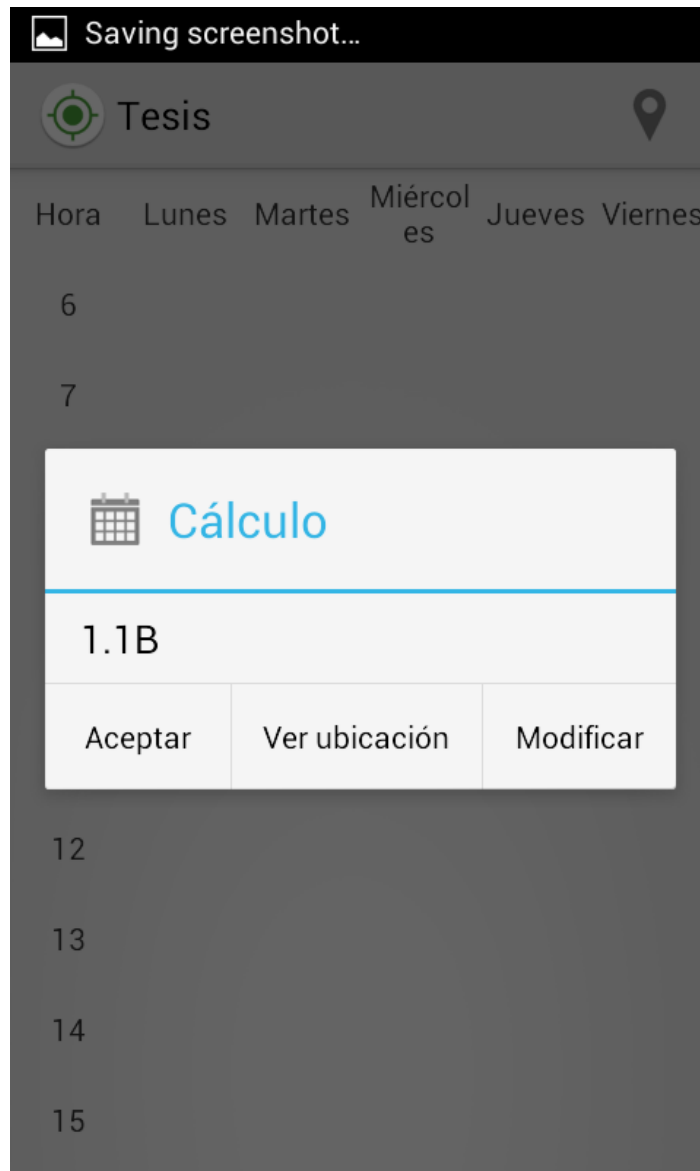 Saving screenshot...
Tesis
Hora Lunes Martes Miércol
es Jueves Viernes
6
7
Cálculo
1.1B
Aceptar Ver ubicación Modificar
12
13
14
15